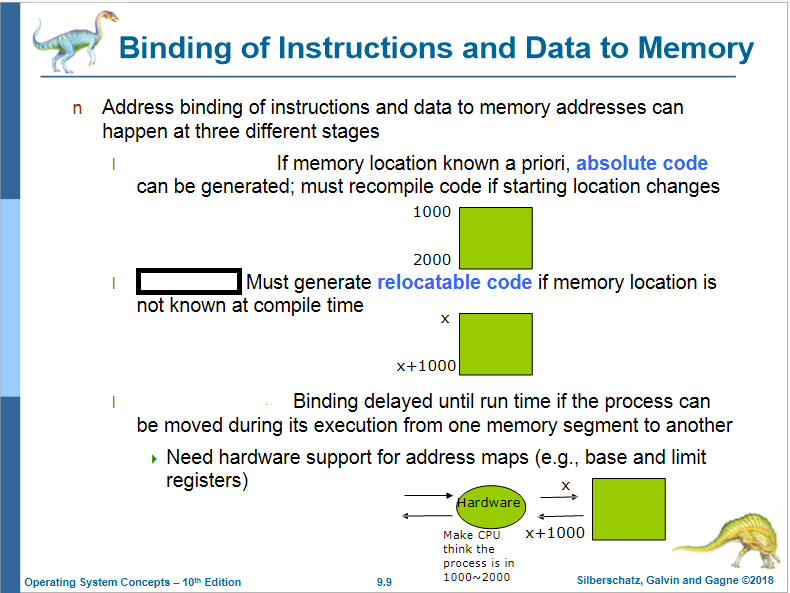 Binding of Instructions and Data to Memory
n Address binding of instructions and data to memory addresses can
happen at three different stages
l If memory location known a priori, absolute code
can be generated; must recompile code if starting location changes
1000
2000
l Must generate relocatable code if memory location is
not known at compile time
x
x+1000
l Binding delayed until run time if the process can
be moved during its execution from one memory segment to another
Need hardware support for address maps (e.g., base and limit
registers)
Hardware
x
x+1000
Make CPU
think the
process is in
1000~2000
Operating System Concepts – 10th Edition
9.9
Silberschatz, Galvin and Gagne ©2018